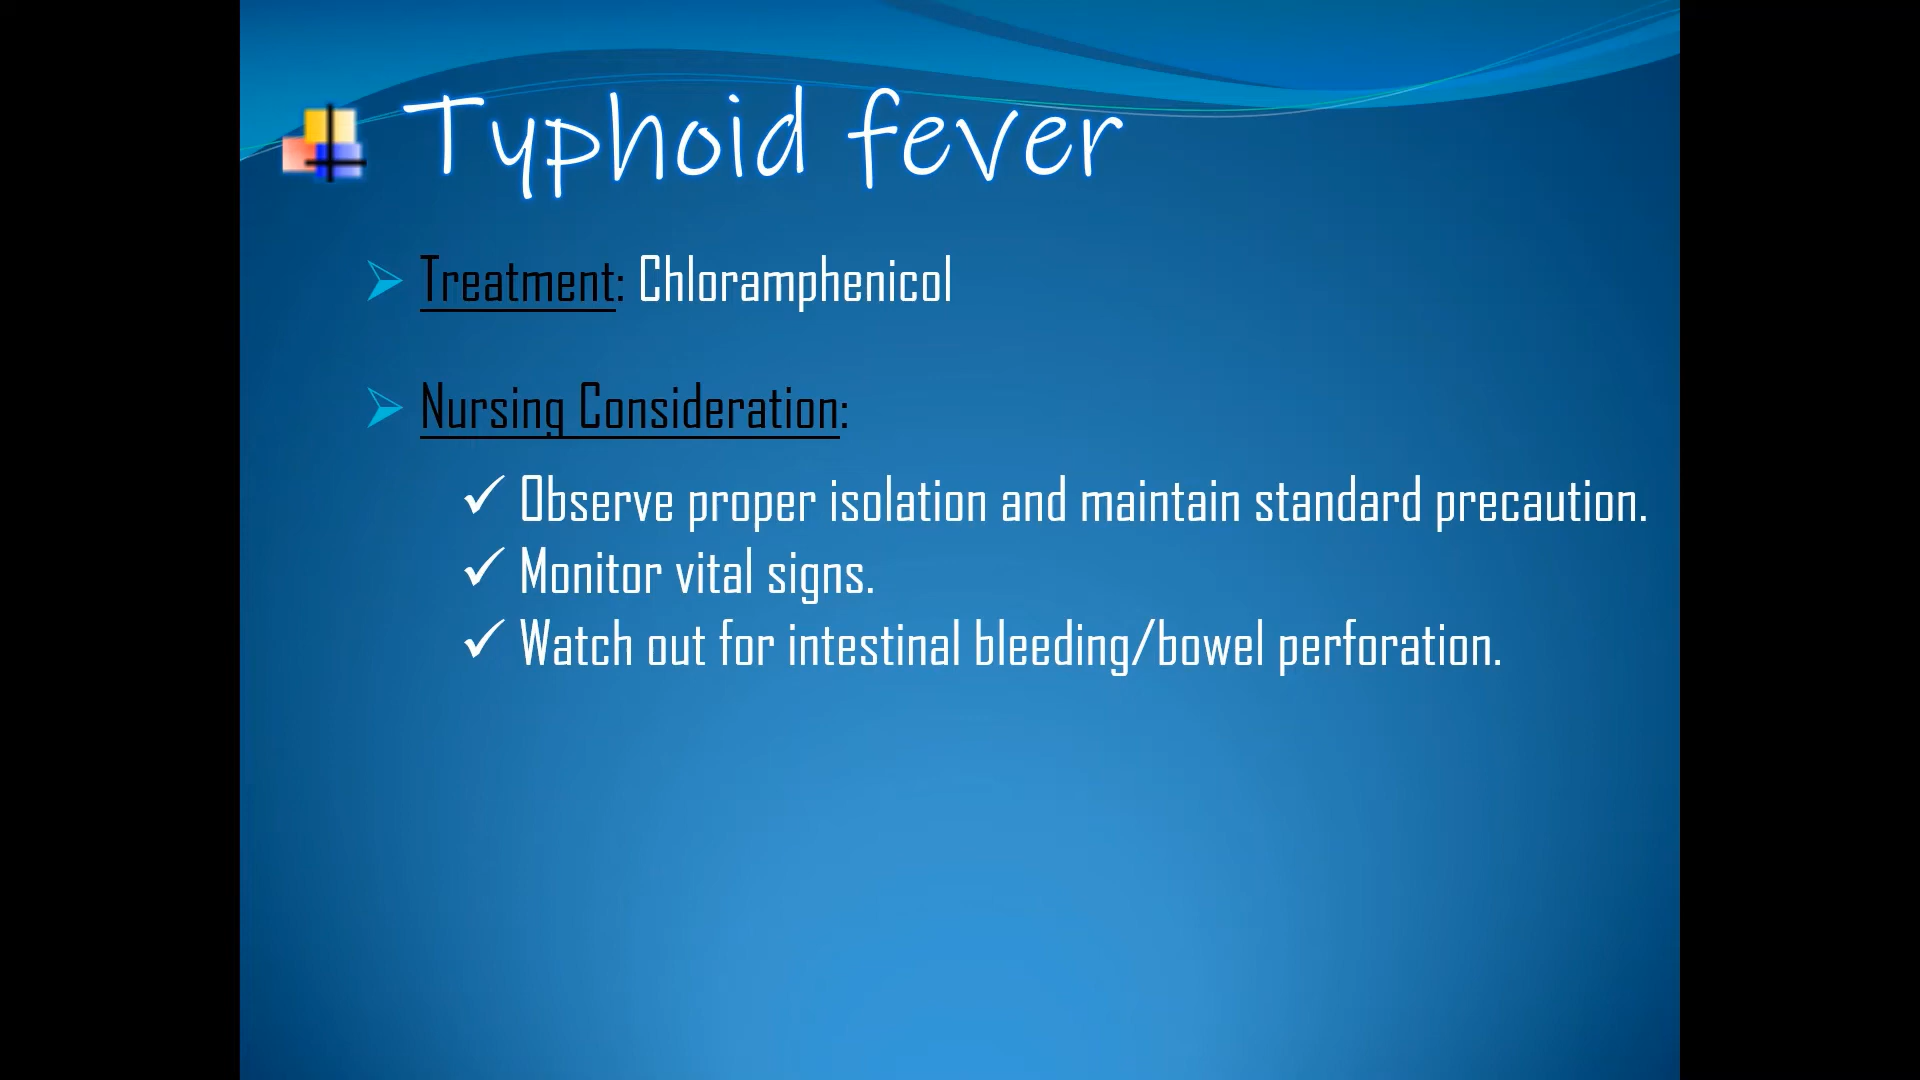 Typhoid fever
Treatment: Chloramphenicol
Nursing Consideration:
Observe proper isolation and maintain standard precaution.
Monitor vital signs.
Watch out for intestinal bleeding/bowel perforation.